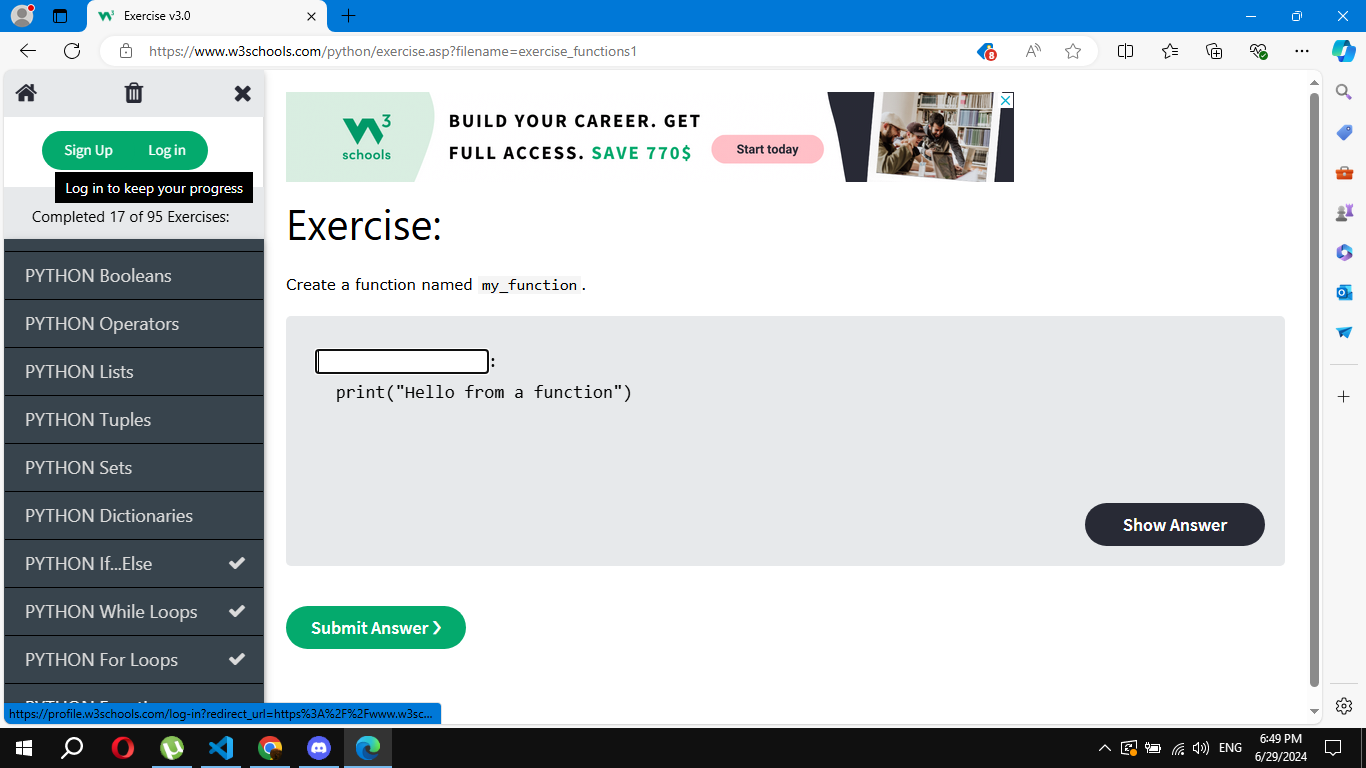 Exercise v3.0
https://www.w3schools.com/python/exercise.asp?filename=exercise_functions1
8
Sign Up Log in
Log in to keep your progress
Completed 17 of 95 Exercises:
PYTHON Booleans
PYTHON Operators
PYTHON Lists
PYTHON Tuples
PYTHON Sets
PYTHON Dictionaries
PYTHON If...Else
PYTHON While Loops
PYTHON For Loops
https://profile.w3schools.com/log-in?redirect_url=https%3A%2F%2Fwww.w3sc...
W3
schools
BUILD YOUR CAREER. GET
FULL ACCESS. SAVE 770$
Start today
Exercise:
Create a function named my_function.
:
print("Hello from a function")
Show Answer
Submit Answer ❯
ENG
6:49 PM
6/29/2024